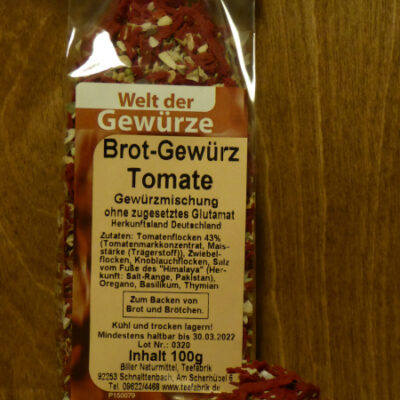 Welt der
Gewürze
Brot-Gewürz
Tomate
Gewürzmischung
ohne zugesetztes Glutamat
Herkunftsland Deutschland
Zutaten: Tomatenflocken 43%
(Tomatenmarkkonzentrat, Mais-
stärke (Trägerstoff)), Zwiebel-
flocken, Knoblauchflocken, Salz
vom Fuße des "Himalaya" (Her-
kunft: Salt-Range, Pakistan),
Oregano, Basilikum, Thymian
Zum Backen von
Brot und Brötchen.
Kühl und trocken lagern!
Mindestens haltbar bis 30.03.2022
Lot Nr.: 0320
Inhalt 100g
Biller Naturmittel, Teefabrik
92253 Schnaittenbach, Am Scherhübel 6
Tel. 09622/4468 www.teefabrik.de
P150079